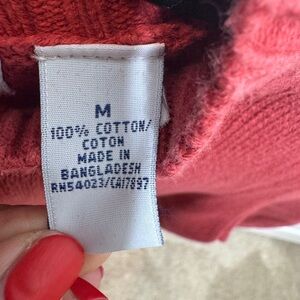 M
100% COTTON/
COTON
MADE IN
BANGLADESH
RN54023/CA17897